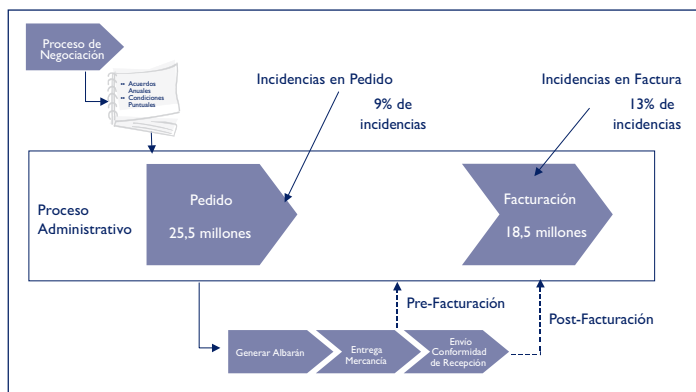 Proceso de
Negociación
Acuerdos
Anuales
Condiciones
Puntuales
Incidencias en Pedido
9% de
incidencias
Incidencias en Factura
13% de
incidencias
Proceso
Administrativo
Pedido
25,5 millones
Facturación
18,5 millones
Pre-Facturación
Post-Facturación
Generar Albarán
Entrega
Mercancía
Envío
Conformidad
de Recepción